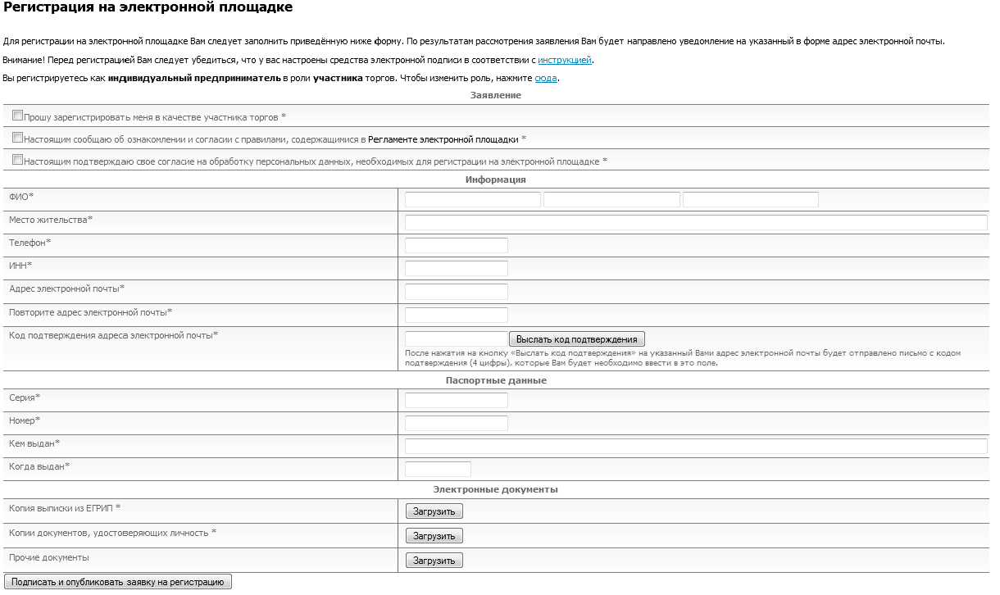 Регистрация на электронной площадке
Для регистрации на электронной площадке Вам следует заполнить приведённую ниже форму. По результатам рассмотрения заявления Вам будет направлено уведомление на указанный в форме адрес электронной почты.
Внимание! Перед регистрацией Вам следует убедиться, что у вас настроены средства электронной подписи в соответствии с инструкцией.
Вы регистрируетесь как индивидуальный предприниматель в роли участника торгов. Чтобы изменить роль, нажмите сюда.
Заявление
Прошу зарегистрировать меня в качестве участника торгов *
Настоящим сообщаю об ознакомлении и согласии с правилами, содержащимися в Регламенте электронной площадки *
Настоящим подтверждаю свое согласие на обработку персональных данных, необходимых для регистрации на электронной площадке *
Информация
ФИО*
Место жительства*
Телефон*
ИНН*
Адрес электронной почты*
Повторите адрес электронной почты*
Код подтверждения адреса электронной почты* Выслать код подтверждения
После нажатия на кнопку «Выслать код подтверждения» на указанный Вами адрес электронной почты будет отправлено письмо с кодом
подтверждения (4 цифры), которые Вам будет необходимо ввести в это поле.
Паспортные данные
Серия*
Номер*
Кем выдан*
Когда выдан*
Электронные документы
Копия выписки из ЕГРИП * Загрузить
Копии документов, удостоверяющих личность * Загрузить
Прочие документы Загрузить
Подписать и опубликовать заявку на регистрацию